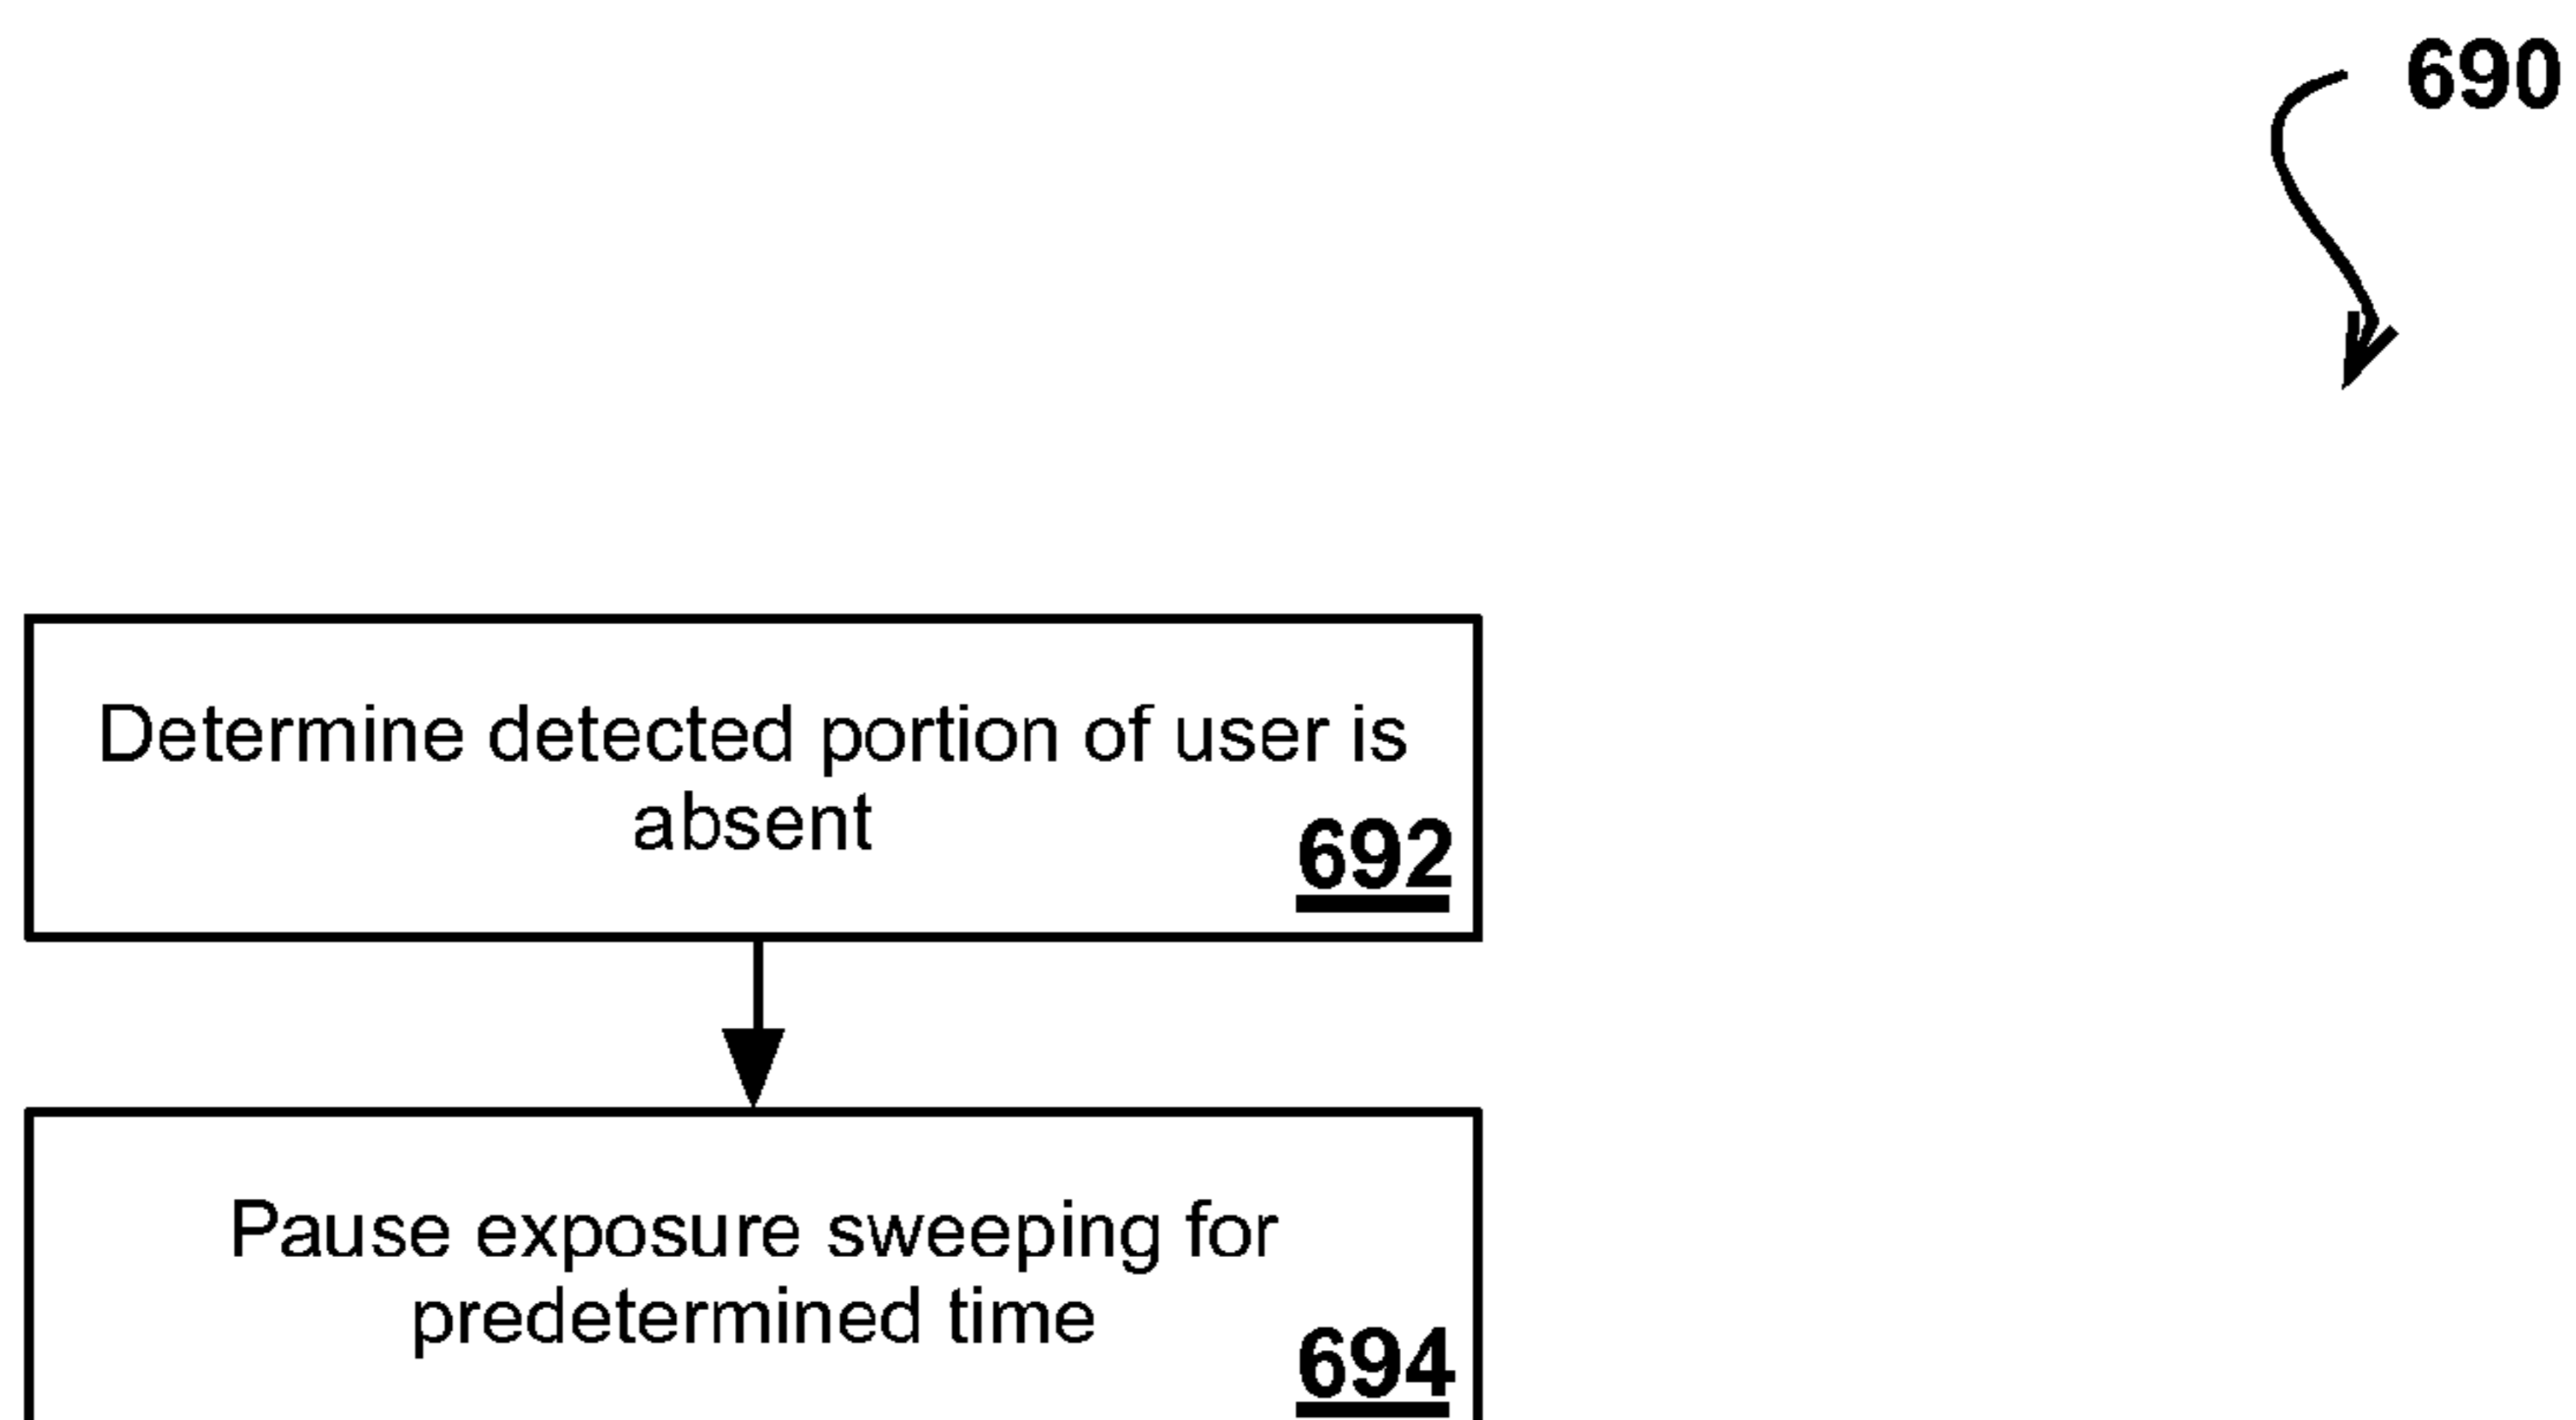 690
Determine detected portion of user is
absent
692
Pause exposure sweeping for
predetermined time
694